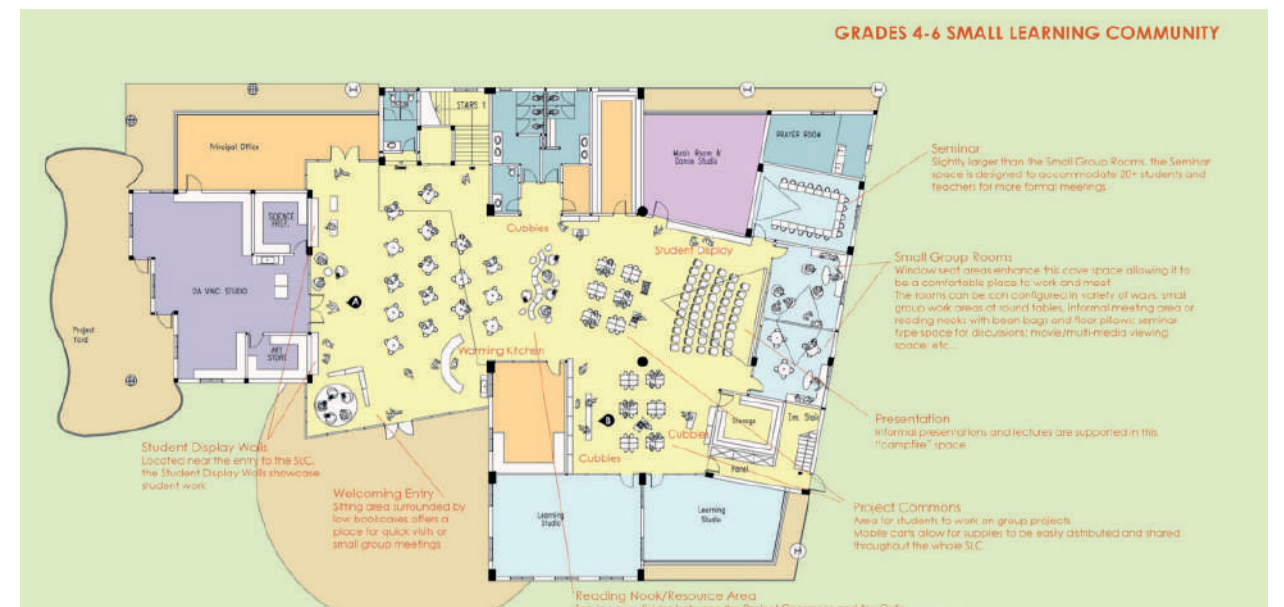 GRADES 4-6 SMALL LEARNING COMMUNITY
STAIRS 1
Principal Office
Music Room &
Dance Studio
PRAYER ROOM
Seminar
Slightly larger than the Small Group Rooms, the Seminar
space is designed to accommodate 20+ students and
teachers for more formal meetings
SCIENCE
Cubbies
Student Display
Small Group Rooms
Window seat areas enhance this cave space allowing it to
be a comfortable place to work and meet
The rooms can be can configured in variety of ways: small
group work areas at round tables, informal meeting area or
reading nooks with bean bags and floor pillows; seminar
type space for discussions; movie/multi-media viewing
space; etc...
DA VINCI STUDIO
A
Project
Yard
ART
STORE
Warming Kitchen
Presentation
Informal presentations and lectures are supported in this
"campfire" space
Storage
B
Cubbies
Panel
Cubbies
Student Display Walls
Located near the entry to the SLC,
the Student Display Walls showcase
student work
Welcoming Entry
Sitting area surrounded by
low bookcases offers a
place for quick visits or
small group meetings
Learning
Studio
Learning
Studio
Project Commons
Area for students to work on group projects
Mobile carts allow for supplies to be easily distributed and shared
throughout the whole SLC
H
H
H
H
Reading Nook/Resource Area